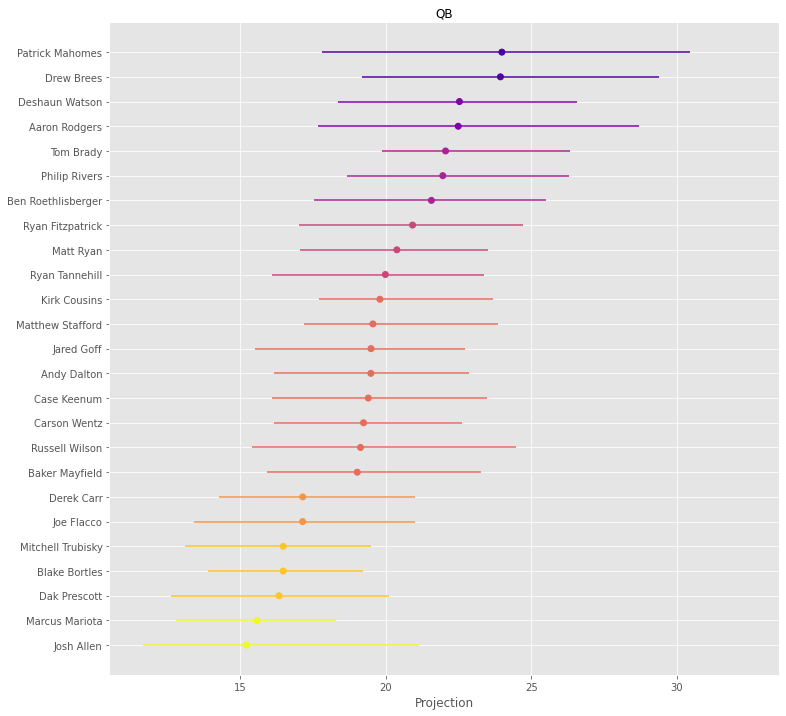 QB
Patrick Mahomes
Drew Brees
Deshaun Watson
Aaron Rodgers
Tom Brady
Philip Rivers
Ben Roethlisberger
Ryan Fitzpatrick
Matt Ryan
Ryan Tannehill
Kirk Cousins
Matthew Stafford
Jared Goff
Andy Dalton
Case Keenum
Carson Wentz
Russell Wilson
Baker Mayfield
Derek Carr
Joe Flacco
Mitchell Trubisky
Blake Bortles
Dak Prescott
Marcus Mariota
Josh Allen
15 20 25 30
Projection